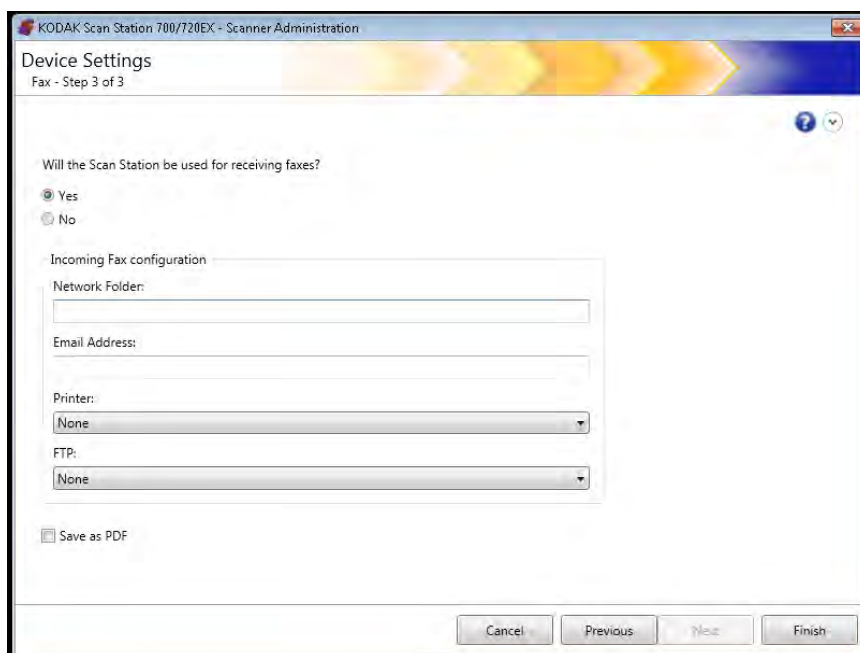 KODAK Scan Station 700/720EX - Scanner Administration
Device Settings
Fax - Step 3 of 3
Will the Scan Station be used for receiving faxes?
Yes
No
Incoming Fax configuration
Network Folder:
Email Address:
Printer:
None
FTP:
None
Save as PDF
Cancel Previous Next Finish